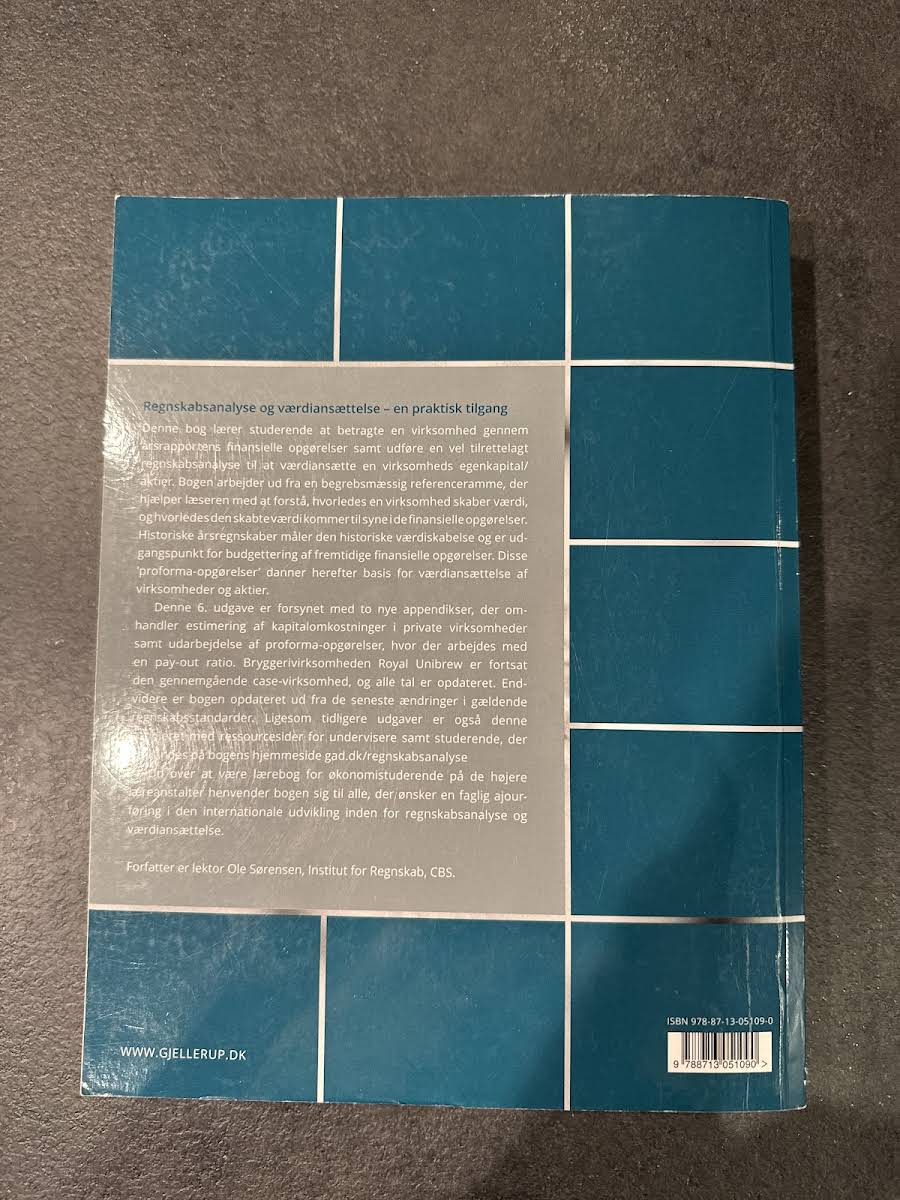 Regnskabsanalyse og værdiansættelse – en praktisk tilgang
Denne bog lærer studerende at betragte en virksomhed gennem
årsrapportens finansielle opgørelser samt udføre en vel tilrettelagt
regnskabsanalyse til at værdiansætte en virksomheds egenkapital/
aktier. Bogen arbejder ud fra en begrebsmæssig referenceramme, der
hjælper læseren med at forstå, hvorledes en virksomhed skaber værdi,
og hvorledes den skabte værdi kommer til syne i de finansielle opgørelser.
Historiske årsregnskaber måler den historiske værdiskabelse og er ud-
gangspunkt for budgettering af fremtidige finansielle opgørelser. Disse
'proforma-opgørelser' danner herefter basis for værdiansættelse af
virksomheder og aktier.
Denne 6. udgave er forsynet med to nye appendikser, der om-
handler estimering af kapitalomkostninger i private virksomheder
samt udarbejdelse af proforma-opgørelser, hvor der arbejdes med
en pay-out ratio. Bryggerivirksomheden Royal Unibrew er fortsat
den gennemgående case-virksomhed, og alle tal er opdateret. End-
videre er bogen opdateret ud fra de seneste ændringer i gældende
regnskabsstandarder. Ligesom tidligere udgaver er også denne
med ressourcesider for undervisere samt studerende, der
på bogens hjemmeside gad.dk/regnskabsanalyse
Ud over at være lærebog for økonomistuderende på de højere
læreanstalter henvender bogen sig til alle, der ønsker en faglig ajour-
føring i den internationale udvikling inden for regnskabsanalyse og
værdiansættelse.
Forfatter er lektor Ole Sørensen, Institut for Regnskab, CBS.
WWW.GJELLERUP.DK
ISBN 978-87-13-05109-0
9 788713 051090 >